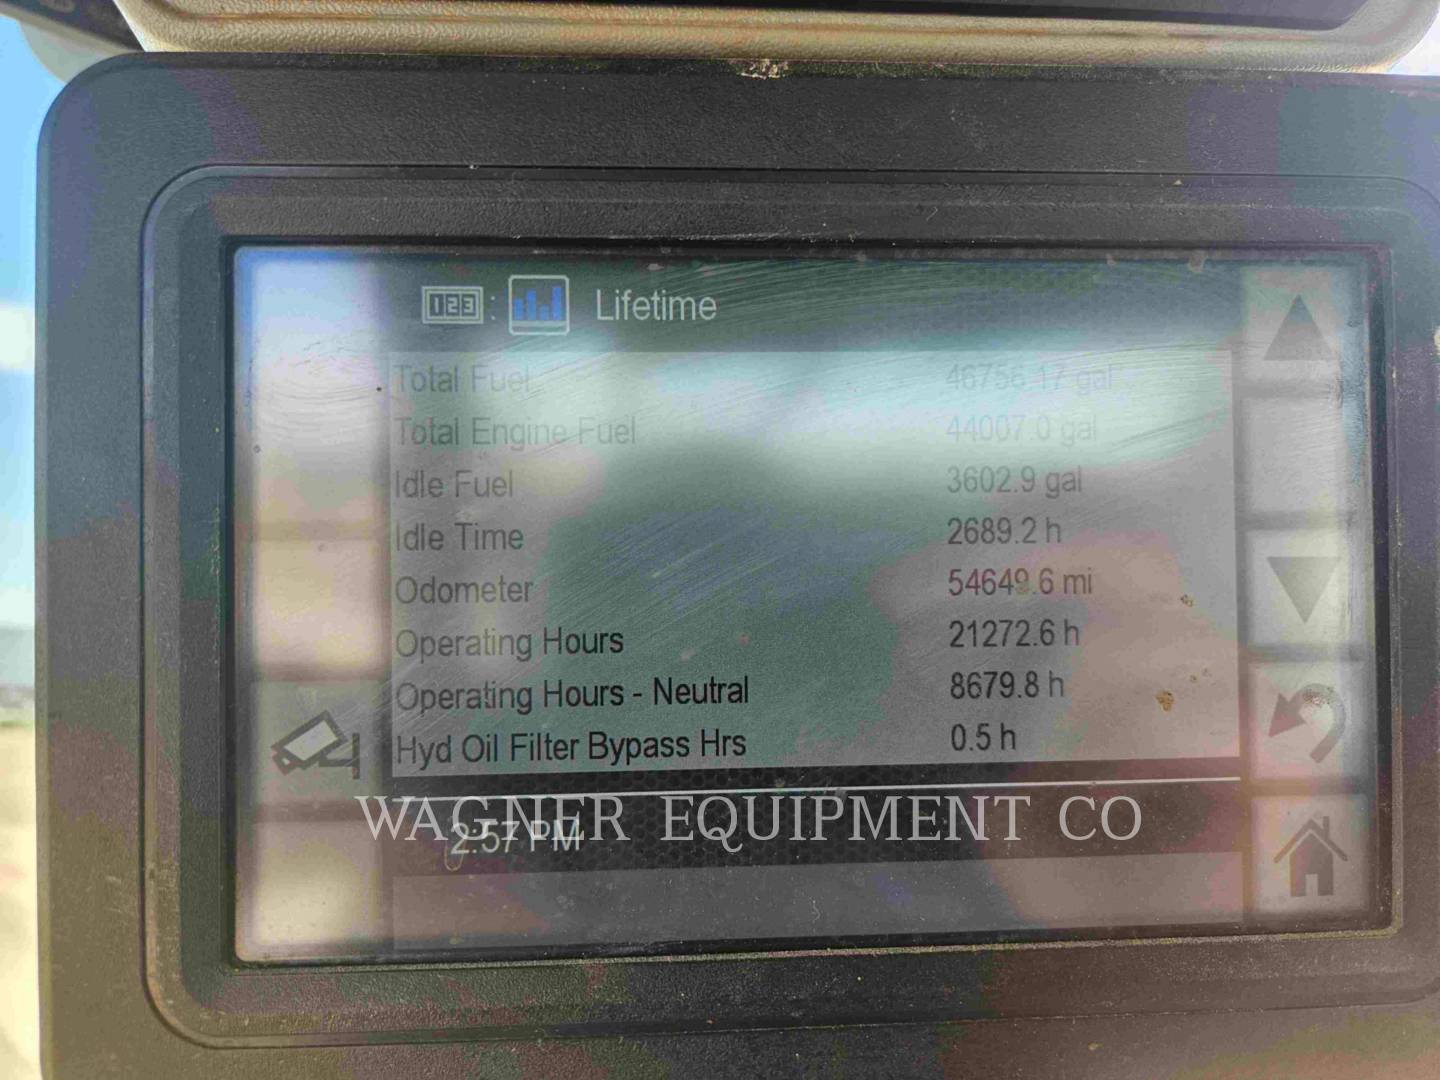 123 : Lifetime
Total Fuel 46756.17 gal
Total Engine Fuel 44007.0 gal
Idle Fuel 3602.9 gal
Idle Time 2689.2 h
Odometer 54649.6 mi
Operating Hours 21272.6 h
Operating Hours - Neutral 8679.8 h
Hyd Oil Filter Bypass Hrs 0.5 h
WAGNER EQUIPMENT CO
2:57 PM